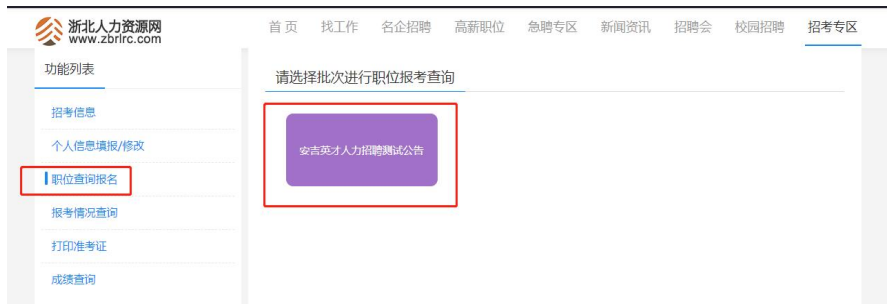 浙北人力资源网
www.zbrlrc.com
首页 找工作 名企招聘 高薪职位 急聘专区 新闻资讯 招聘会 校园招聘 招考专区
功能列表
招考信息
个人信息填报/修改
职位查询报名
报考情况查询
打印准考证
成绩查询
请选择批次进行职位报考查询
安吉英才人力招聘测试公告